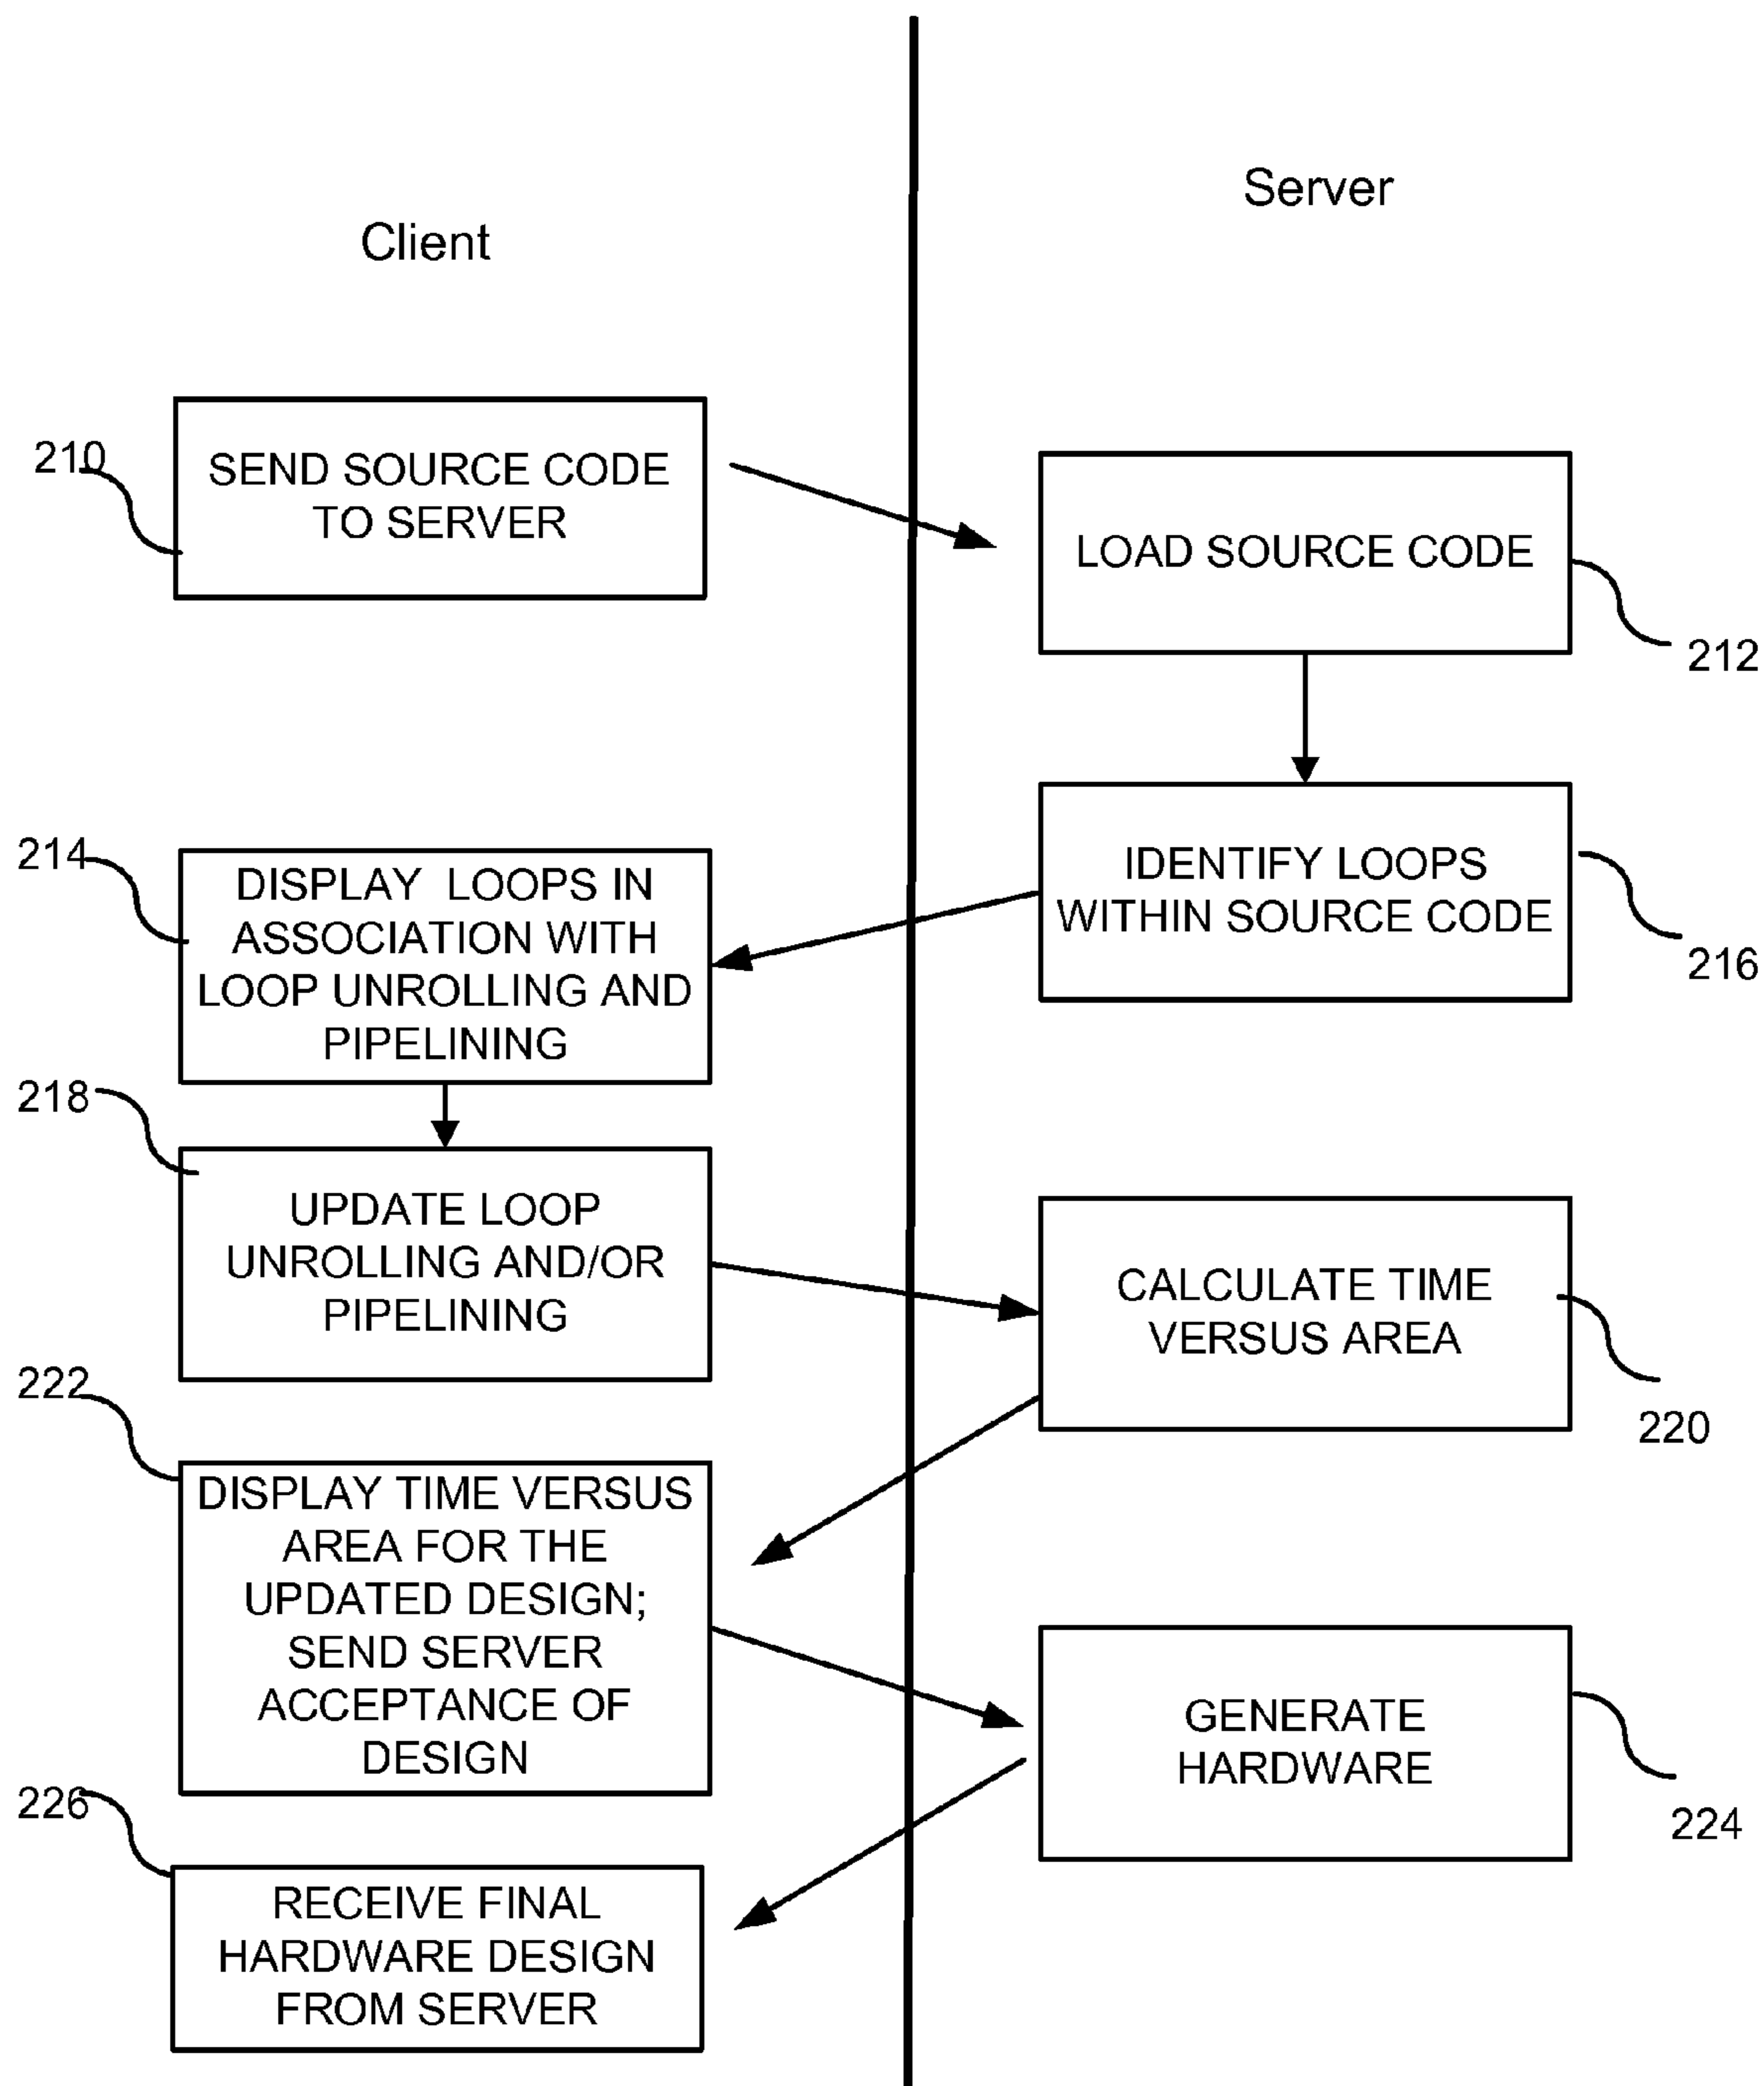 Server
Client
210
SEND SOURCE CODE
TO SERVER
LOAD SOURCE CODE
212
214
DISPLAY LOOPS IN
ASSOCIATION WITH
LOOP UNROLLING AND
PIPELINING
IDENTIFY LOOPS
WITHIN SOURCE CODE
216
218
UPDATE LOOP
UNROLLING AND/OR
PIPELINING
CALCULATE TIME
VERSUS AREA
220
222
DISPLAY TIME VERSUS
AREA FOR THE
UPDATED DESIGN;
SEND SERVER
ACCEPTANCE OF
DESIGN
GENERATE
HARDWARE
224
226
RECEIVE FINAL
HARDWARE DESIGN
FROM SERVER